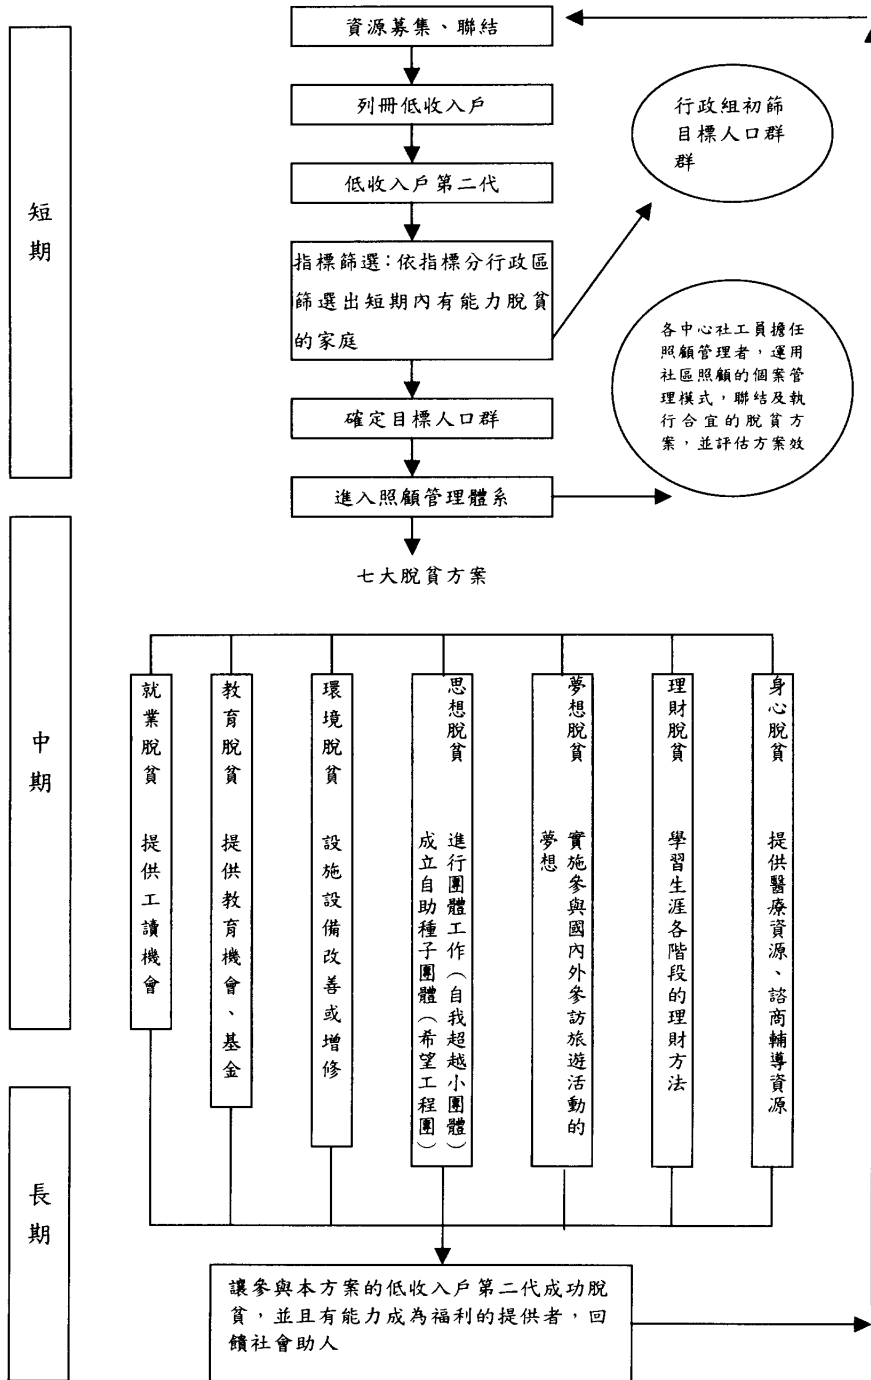 短期
資源募集、聯結
列冊低收入戶
低收入戶第二代
指標篩選:依指標分行政區
篩選出短期內有能力脫貧
的家庭
行政組初篩
目標人口群
群
確定目標人口群
進入照顧管理體系
各中心社工員擔任
照顧管理者，運用
社區照顧的個案管
理模式，聯結及執
行合宜的脫貧方
案，並評估方案效
七大脫貧方案
中期
就業脫貧 提供工讀機會
教育脫貧 提供教育機會、基金
環境脫貧 設施設備改善或增修
思想脫貧 進行團體工作（自我超越小團體）
成立自助種子團體（希望工程團）
夢想脫貧 實施參與國內外參訪旅遊活動的
夢想
理財脫貧 學習生涯各階段的理財方法
身心脫貧 提供醫療資源、諮商輔導資源
長期
讓參與本方案的低收入戶第二代成功脫
貧，並且有能力成為福利的提供者，回
饋社會助人